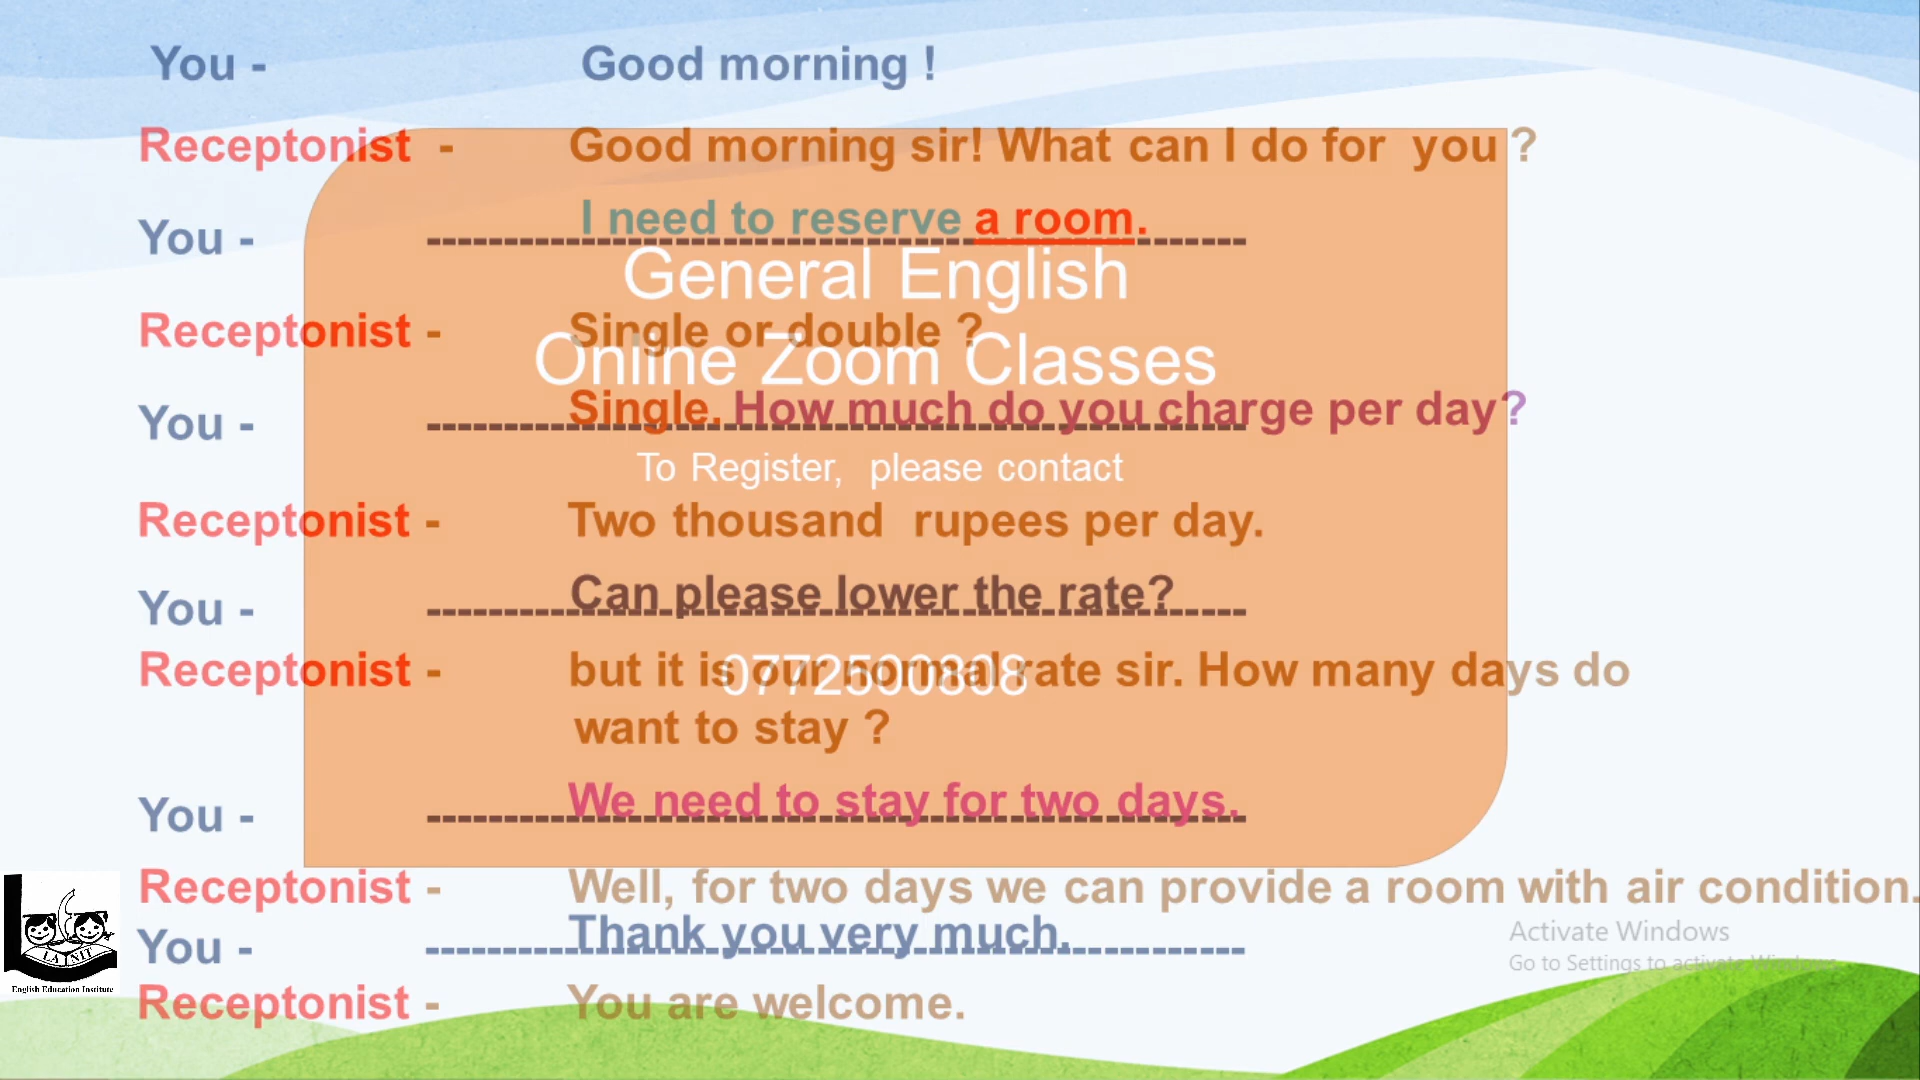 You - Good morning !
Receptonist - Good morning sir! What can I do for you ?
You - I need to reserve a room.
General English
Receptonist - Single or double ?
Online Zoom Classes
You - Single. How much do you charge per day?
To Register, please contact
Receptonist - Two thousand rupees per day.
You - Can please lower the rate?
Receptonist - but it is our normal rate sir. How many days do
0772500808
want to stay ?
You - We need to stay for two days.
Receptonist - Well, for two days we can provide a room with air condition.
You - Thank you very much.
Activate Windows
Go to Settings to activate Windows.
LA NIT
English Education Institute
Receptonist - You are welcome.